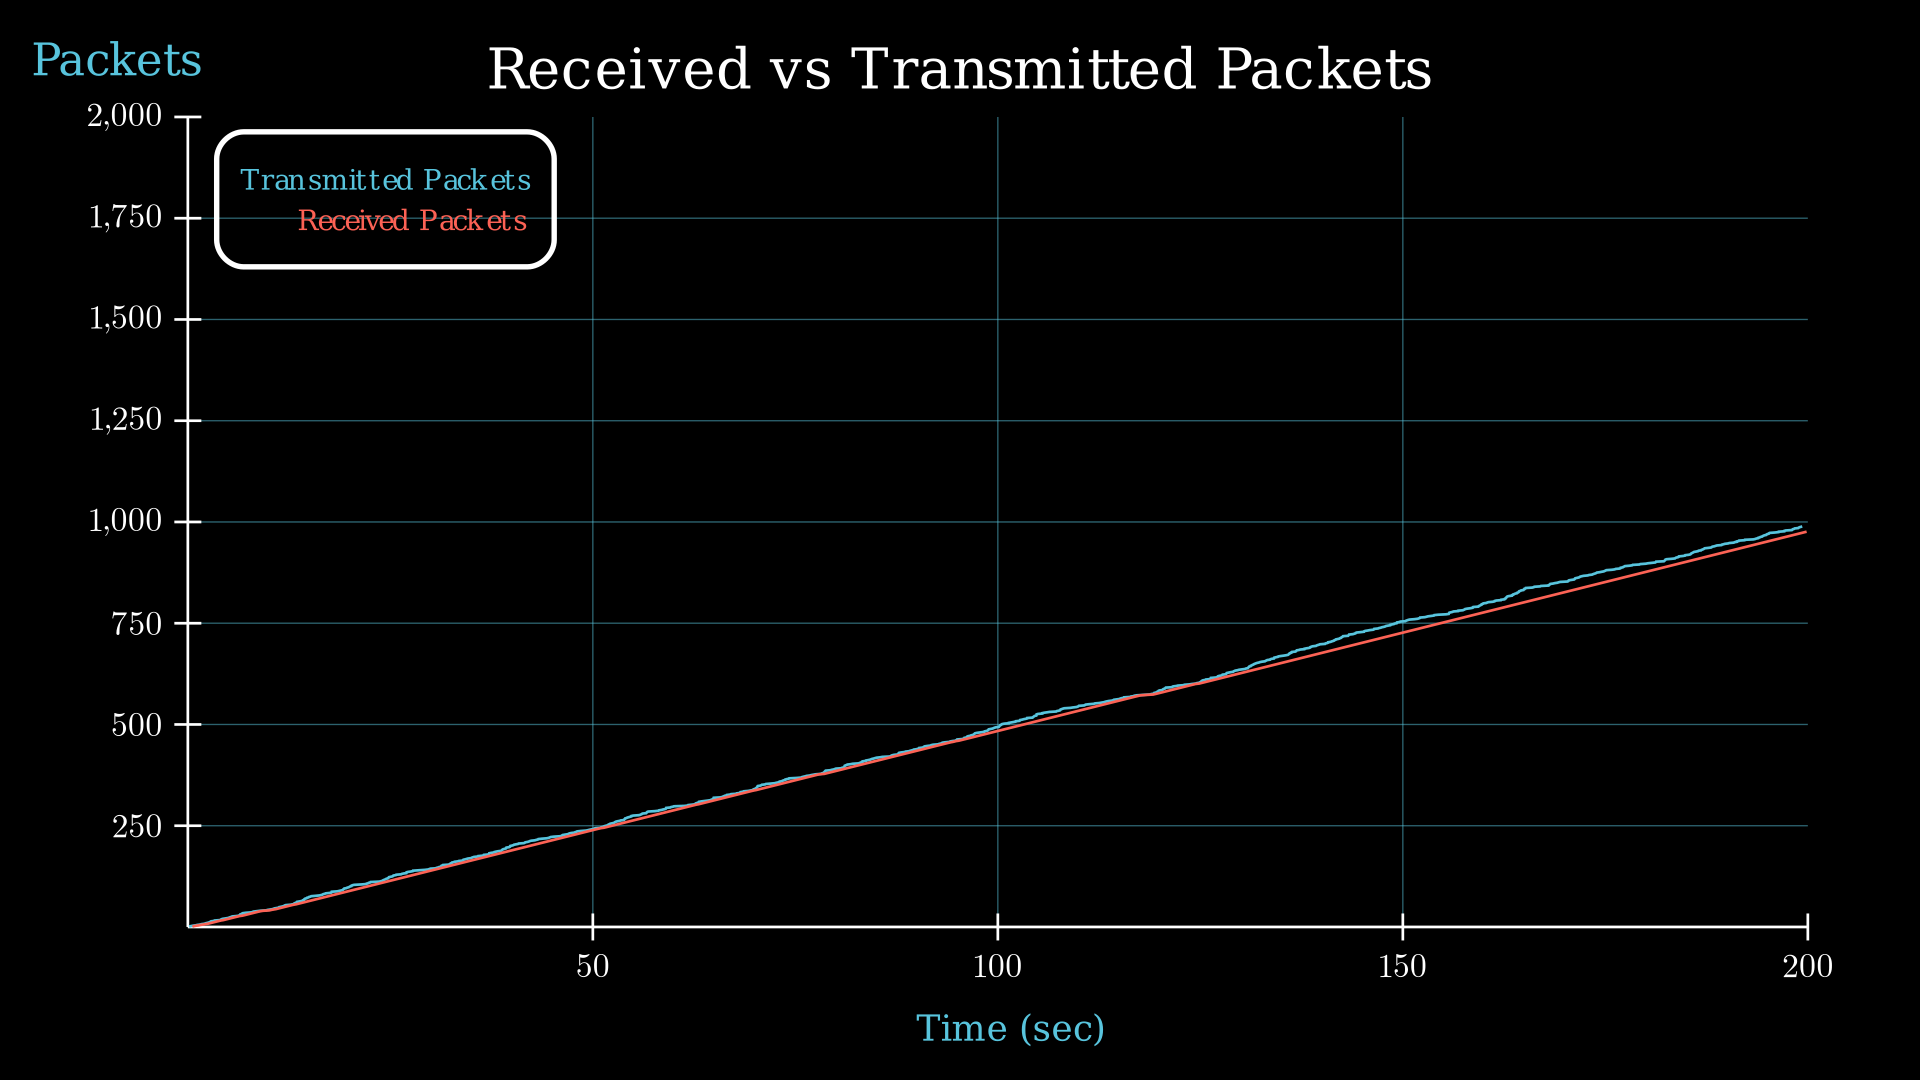 Packets
Received vs Transmitted Packets
2,000
Transmitted Packets
1,750
Received Packets
1,500
1,250
1,000
750
500
250
50 100 150 200
Time (sec)